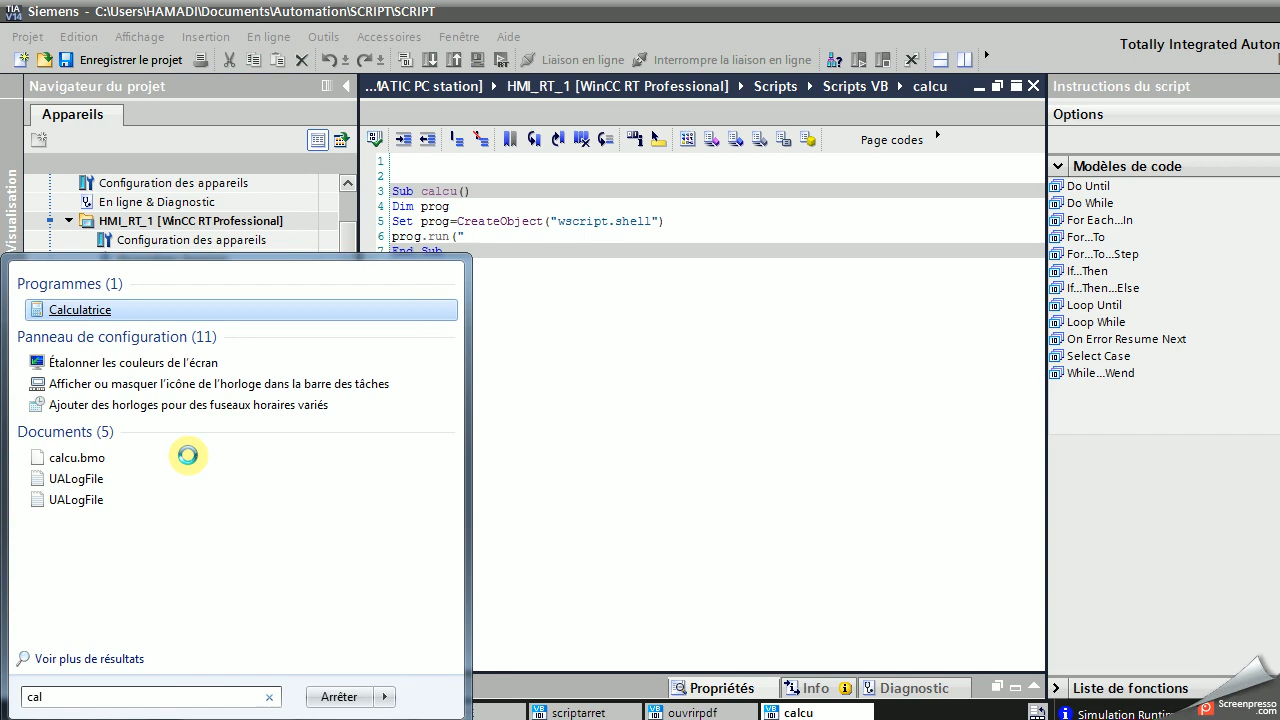 TIA V14 Siemens - C:\Users\HAMADI\Documents\Automation\SCRIPT\SCRIPT
Projet Edition Affichage Insertion En ligne Outils Accessoires Fenêtre Aide
Totally Integrated Autom
Enregistrer le projet Liaison en ligne Interrompre la liaison en ligne
Navigateur du projet
Appareils
Visualisation
Configuration des appareils
En ligne & Diagnostic
HMI_RT_1 [WinCC RT Professional]
Configuration des appareils
...MATIC PC station] HMI_RT_1 [WinCC RT Professional] Scripts Scripts VB calcu
Page codes
1
2
3 Sub calcu()
4 Dim prog
5 Set prog=CreateObject("wscript.shell")
6 prog.run("
7 End Sub
Instructions du script
Options
Modèles de code
Do Until
Do While
For Each...In
For...To
For...To...Step
If...Then
If...Then...Else
Loop Until
Loop While
On Error Resume Next
Select Case
While...Wend
Programmes (1)
Calculatrice
Panneau de configuration (11)
Étalonner les couleurs de l'écran
Afficher ou masquer l'icône de l'horloge dans la barre des tâches
Ajouter des horloges pour des fuseaux horaires variés
Documents (5)
calcu.bmo
UALogFile
UALogFile
Voir plus de résultats
cal
Arrêter
Propriétés Info Diagnostic
Liste de fonctions
scriptarret ouvrirpdf calcu
Simulation Runtin
Screenpresso